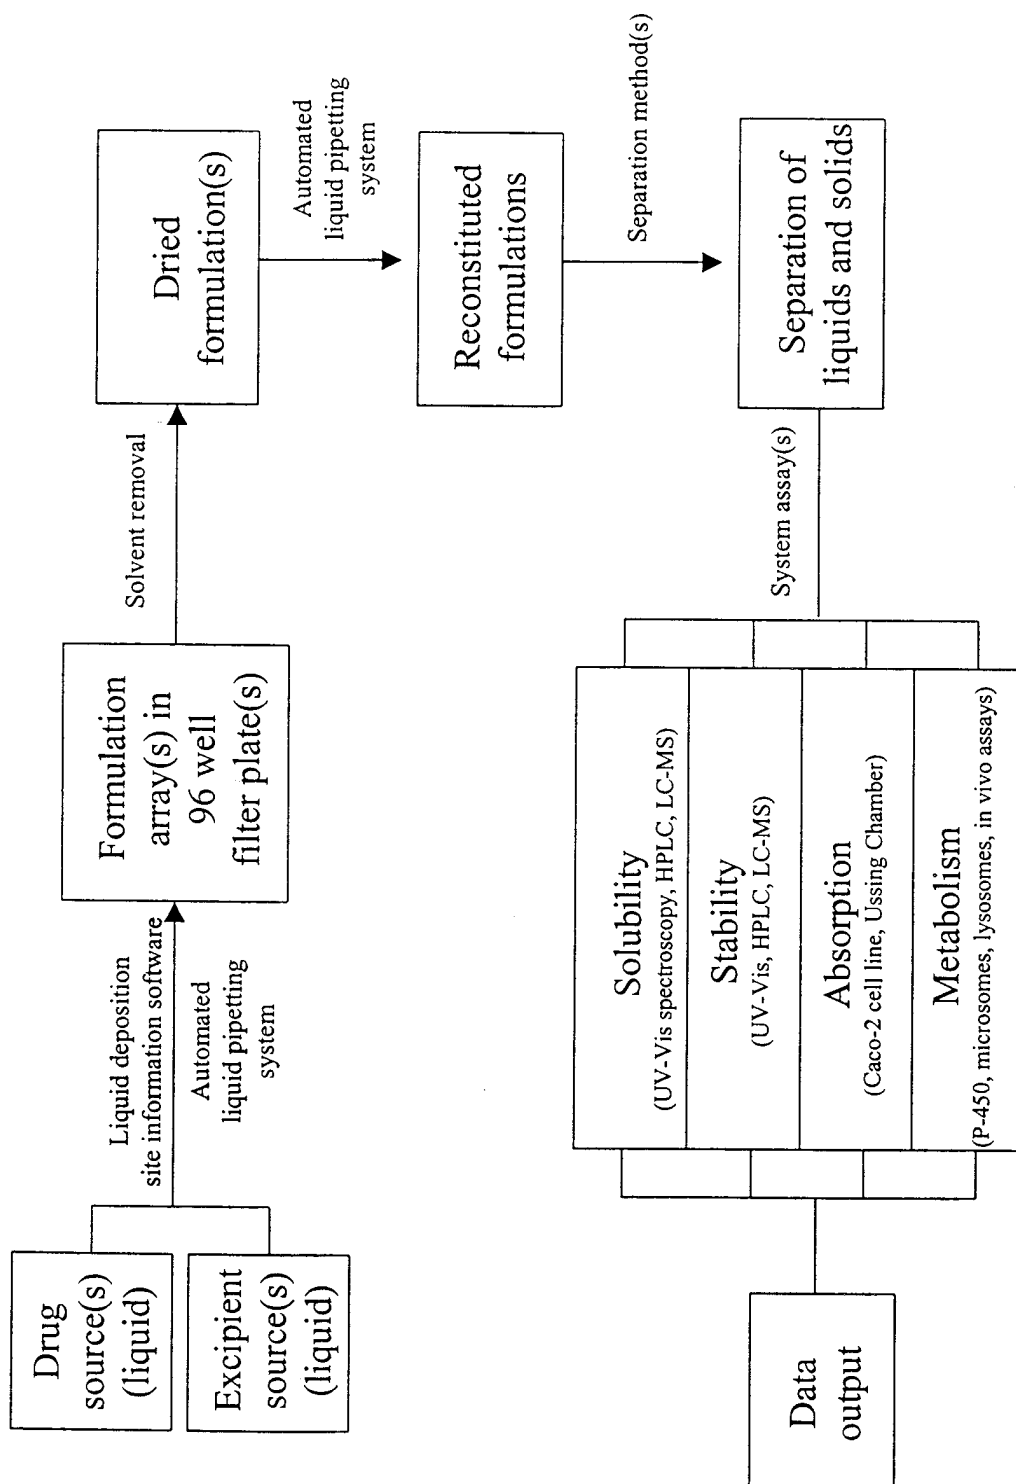 Drug
source(s)
(liquid)
Excipient
source(s)
(liquid)
Liquid deposition
site information software
Automated
liquid pipetting
system
Formulation
array(s) in
96 well
filter plate(s)
Solvent removal
Dried
formulation(s)
Automated
liquid pipetting
system
Reconstituted
formulations
Separation method(s)
Separation of
liquids and solids
System assay(s)
Solubility
(UV-Vis spectroscopy, HPLC, LC-MS)
Stability
(UV-Vis, HPLC, LC-MS)
Absorption
(Caco-2 cell line, Ussing Chamber)
Metabolism
(P-450, microsomes, lysosomes, in vivo assays)
Data
output